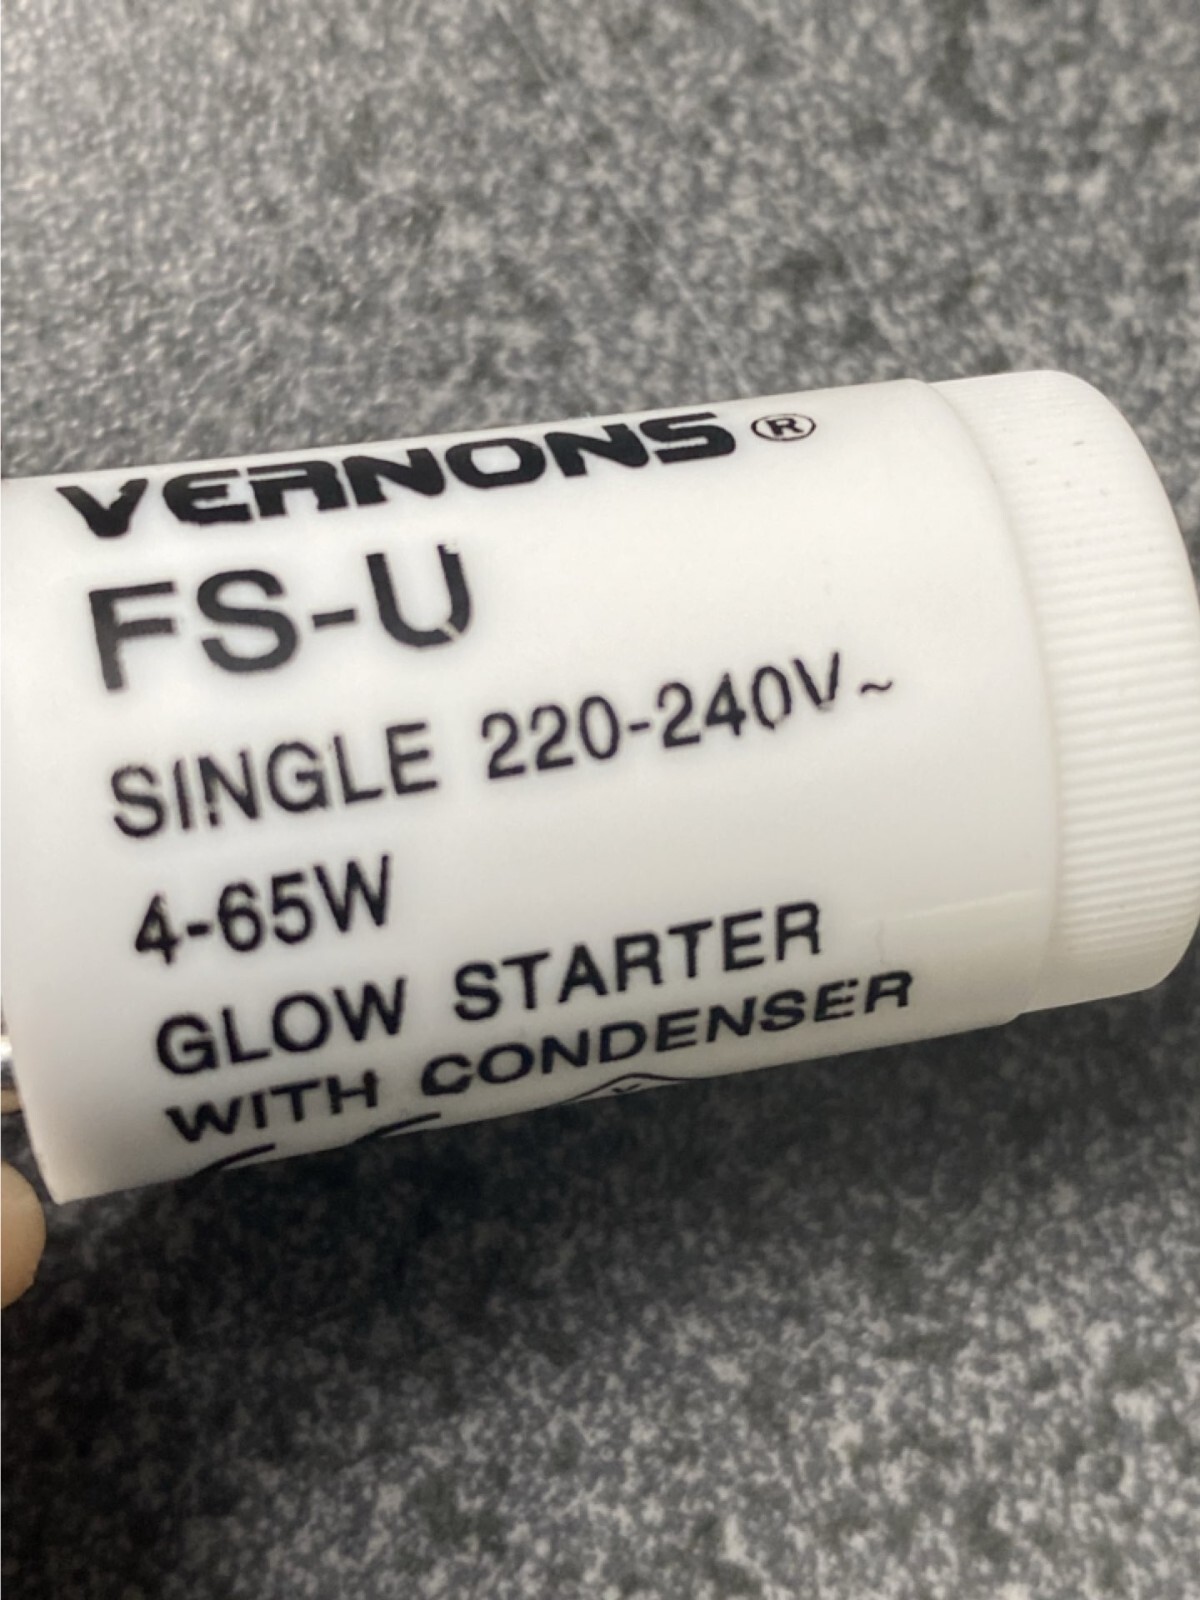 VERNONS®
FS-U
SINGLE 220-240V~
4-65W
GLOW STARTER
WITH CONDENSER